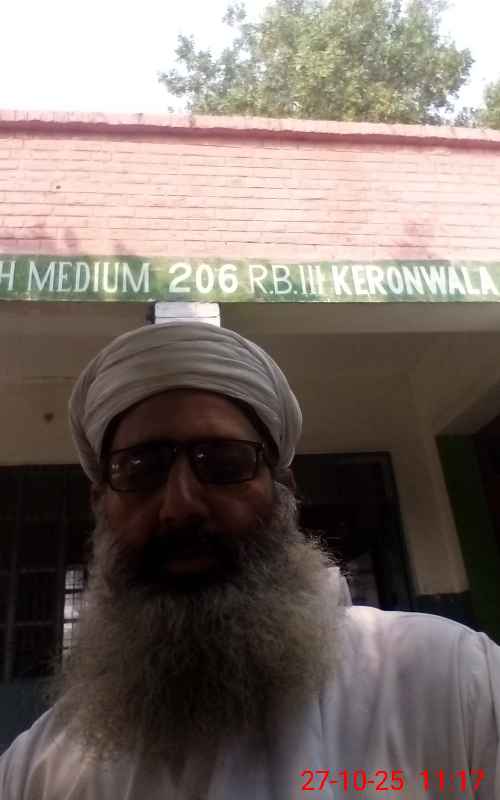 H MEDIUM 206 R.B.III KERONWALA
27-10-25 11:17